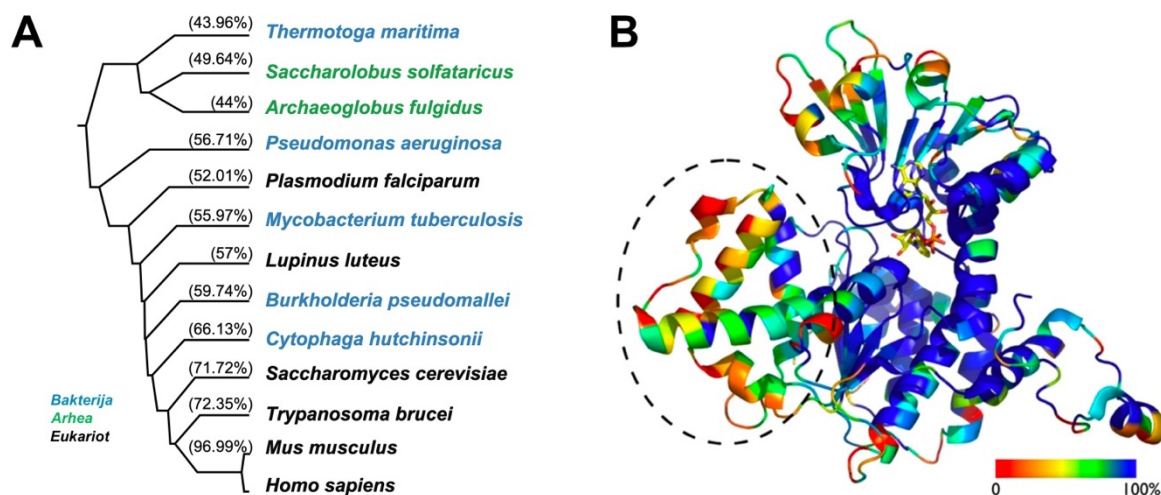 A
(43.96%) Thermotoga maritima
(49.64%) Saccharolobus solfataricus
(44%) Archaeoglobus fulgidus
(56.71%) Pseudomonas aeruginosa
(52.01%) Plasmodium falciparum
(55.97%) Mycobacterium tuberculosis
(57%) Lupinus luteus
(59.74%) Burkholderia pseudomallei
(66.13%) Cytophaga hutchinsonii
(71.72%) Saccharomyces cerevisiae
(72.35%) Trypanosoma brucei
(96.99%) Mus musculus
Homo sapiens
Bakterija
Arhea
Eukariot
B
0 100%